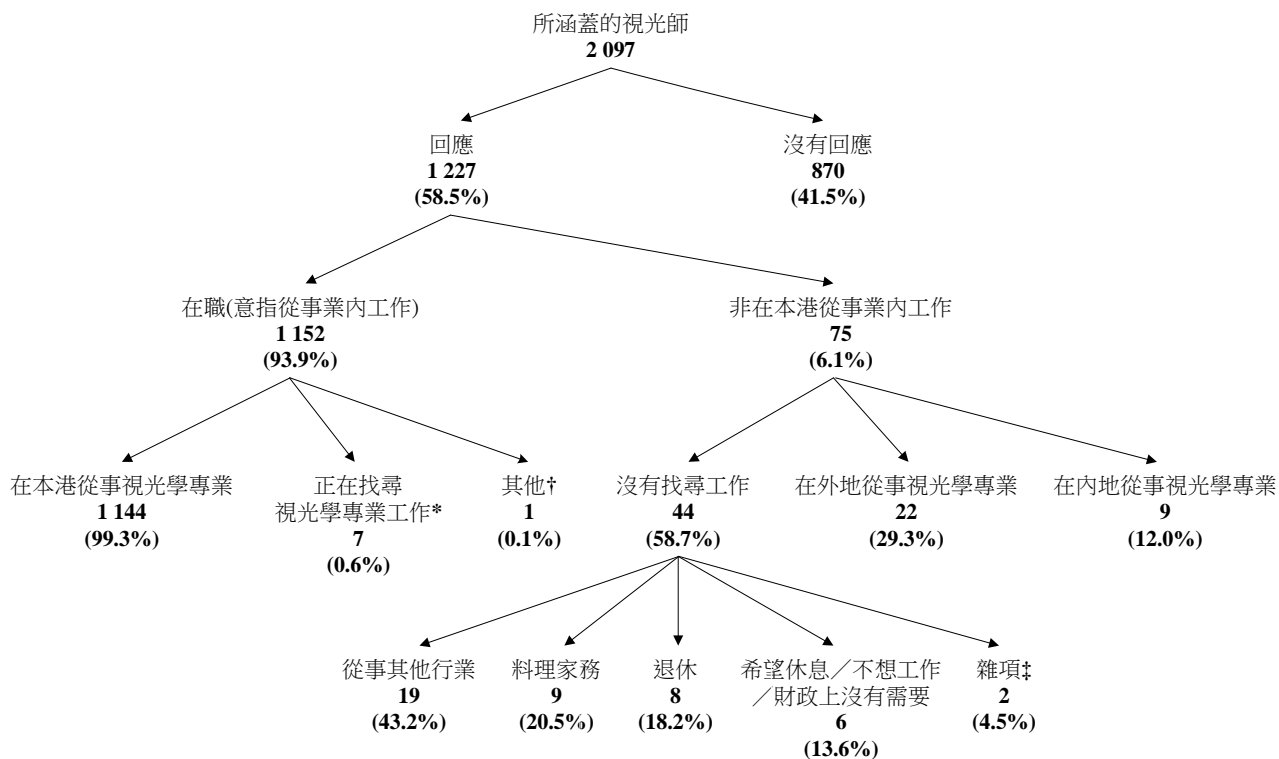 所涵蓋的視光師
2 097
回應
1 227
(58.5%)
沒有回應
870
(41.5%)
在職(意指從事業內工作)
1 152
(93.9%)
非在本港從事業內工作
75
(6.1%)
在本港從事視光學專業
1 144
(99.3%)
正在找尋
視光學專業工作*
7
(0.6%)
其他†
1
(0.1%)
沒有找尋工作
44
(58.7%)
在外地從事視光學專業
22
(29.3%)
在內地從事視光學專業
9
(12.0%)
從事其他行業
19
(43.2%)
料理家務
9
(20.5%)
退休
8
(18.2%)
希望休息／不想工作
／財政上沒有需要
6
(13.6%)
雜項‡
2
(4.5%)